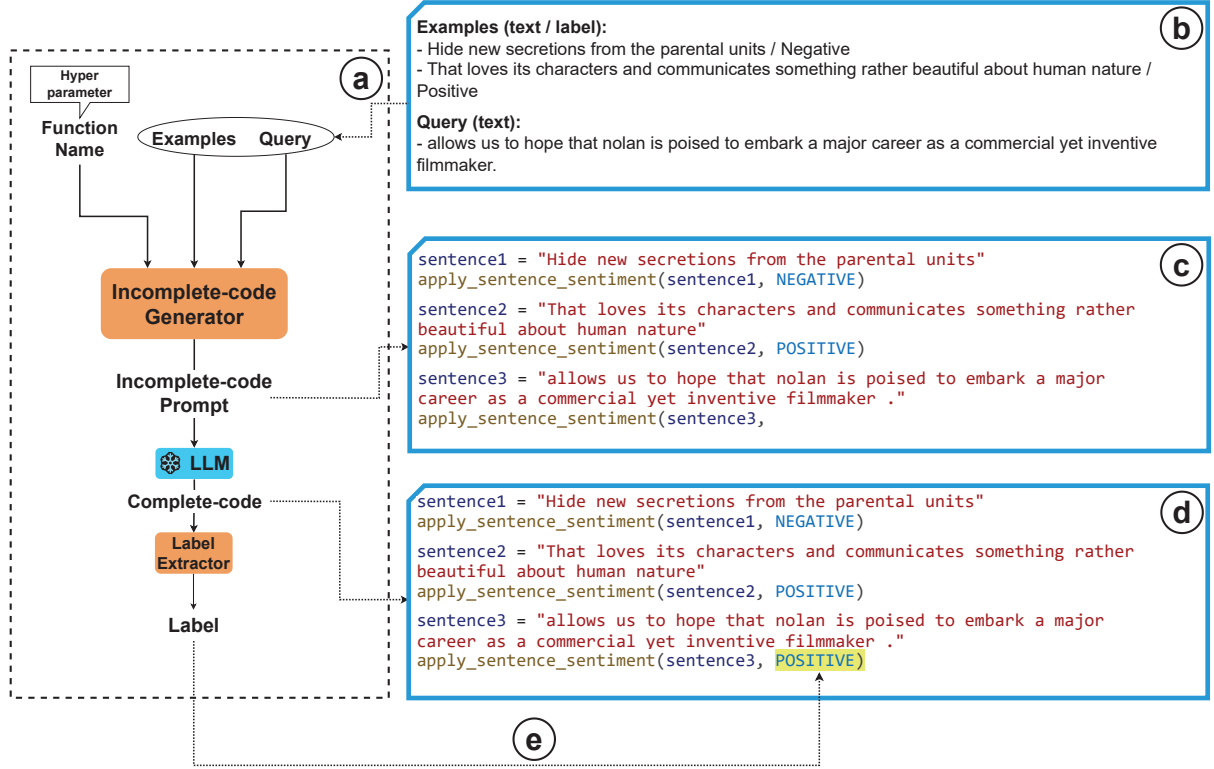 Hyper
parameter
Function
Name
Examples Query
a
Incomplete-code
Generator
Incomplete-code
Prompt
LLM
Complete-code
Label
Extractor
Label
Examples (text / label):
- Hide new secretions from the parental units / Negative
- That loves its characters and communicates something rather beautiful about human nature /
Positive
Query (text):
- allows us to hope that nolan is poised to embark a major career as a commercial yet inventive
filmmaker.
b
sentence1 = "Hide new secretions from the parental units"
apply_sentence_sentiment(sentence1, NEGATIVE)
sentence2 = "That loves its characters and communicates something rather
beautiful about human nature"
apply_sentence_sentiment(sentence2, POSITIVE)
sentence3 = "allows us to hope that nolan is poised to embark a major
career as a commercial yet inventive filmmaker ."
apply_sentence_sentiment(sentence3,
c
sentence1 = "Hide new secretions from the parental units"
apply_sentence_sentiment(sentence1, NEGATIVE)
sentence2 = "That loves its characters and communicates something rather
beautiful about human nature"
apply_sentence_sentiment(sentence2, POSITIVE)
sentence3 = "allows us to hope that nolan is poised to embark a major
career as a commercial yet inventive filmmaker ."
apply_sentence_sentiment(sentence3, POSITIVE)
d
e